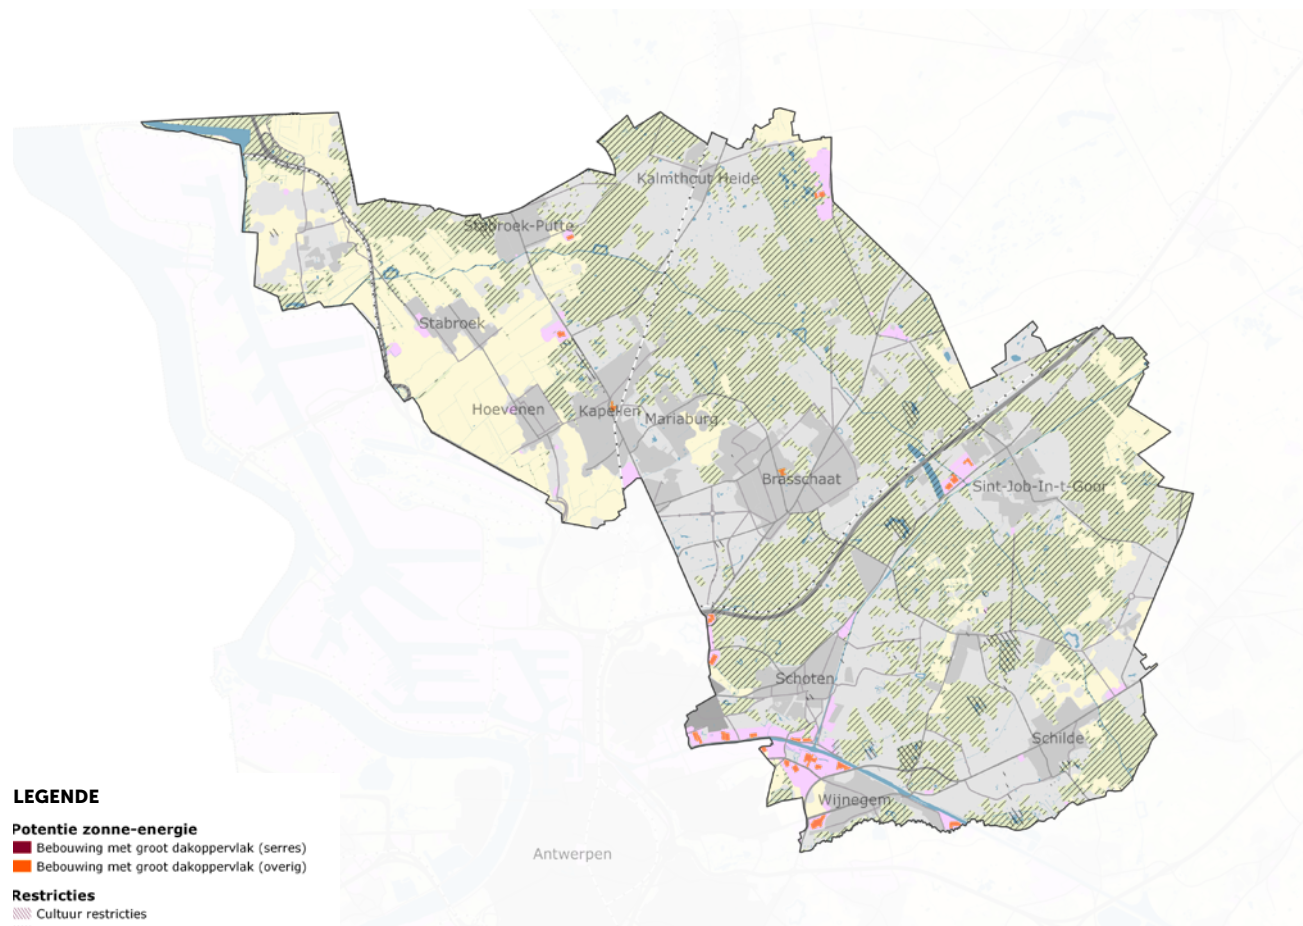 Kalmthout Heide
Stabroek-Putte
Stabroek
Hoevenen
Kapellen
Mariaburg
Brasschaat
Sint-Job-In-t-Goor
Schoten
Schilde
Wijnegem
Antwerpen
LEGENDE
Potentie zonne-energie
Bebouwing met groot dakoppervlak (serres)
Bebouwing met groot dakoppervlak (overig)
Restricties
Cultuur restricties